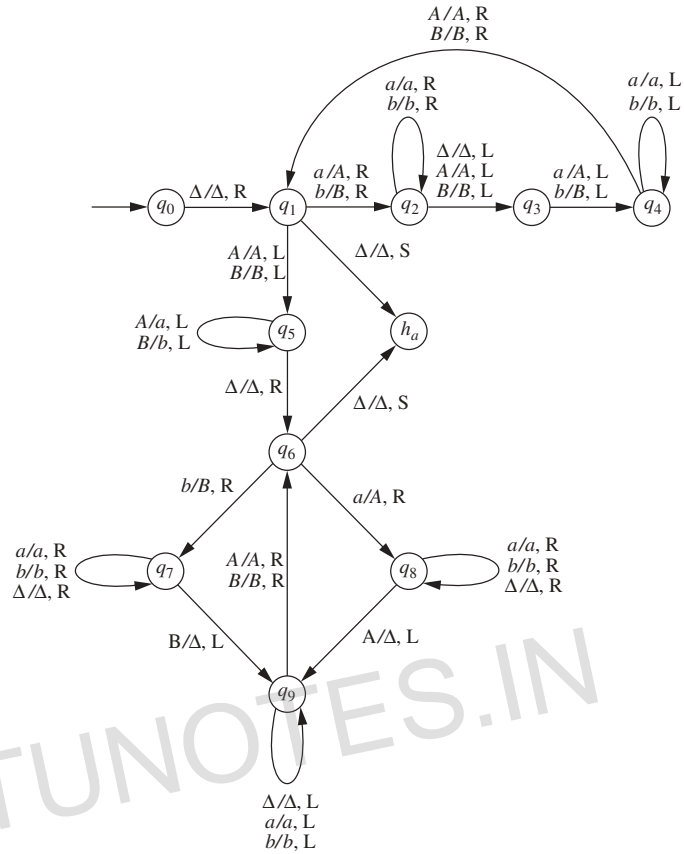 A/A, R
B/B, R
a/a, R
b/b, R
a/a, L
b/b, L
Δ/Δ, L
A/A, L
B/B, L
q0
Δ/Δ, R
q1
a/A, R
b/B, R
q2
q3
a/A, L
b/B, L
q4
A/A, L
B/B, L
Δ/Δ, S
A/a, L
B/b, L
q5
ha
Δ/Δ, R
Δ/Δ, S
q6
b/B, R
a/A, R
a/a, R
b/b, R
Δ/Δ, R
q7
A/A, R
B/B, R
q8
a/a, R
b/b, R
Δ/Δ, R
B/Δ, L
A/Δ, L
q9
Δ/Δ, L
a/a, L
b/b, L
TUNOTES.IN